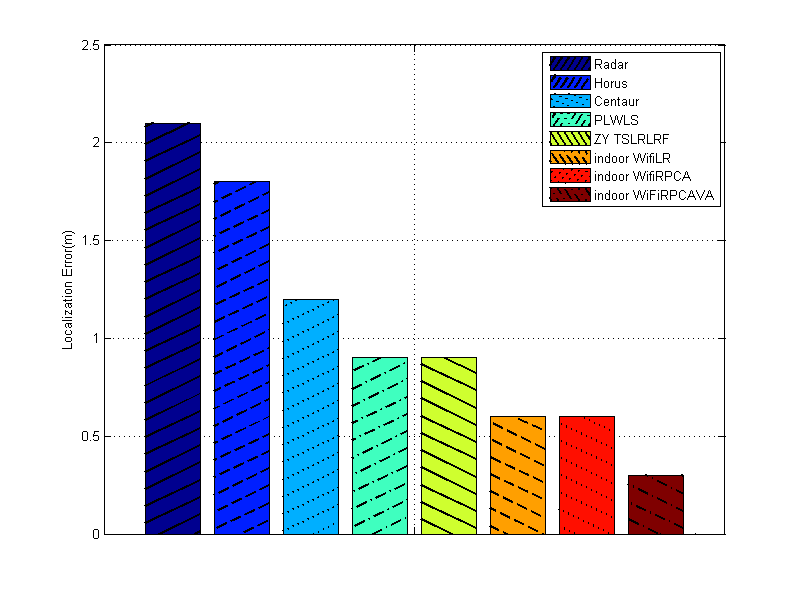 2.5
2
1.5
1
0.5
0
Localization Error(m)
Radar
Horus
Centaur
PLWLS
ZY TSLRLRF
indoor WifiLR
indoor WifiRPCA
indoor WiFiRPCAVA